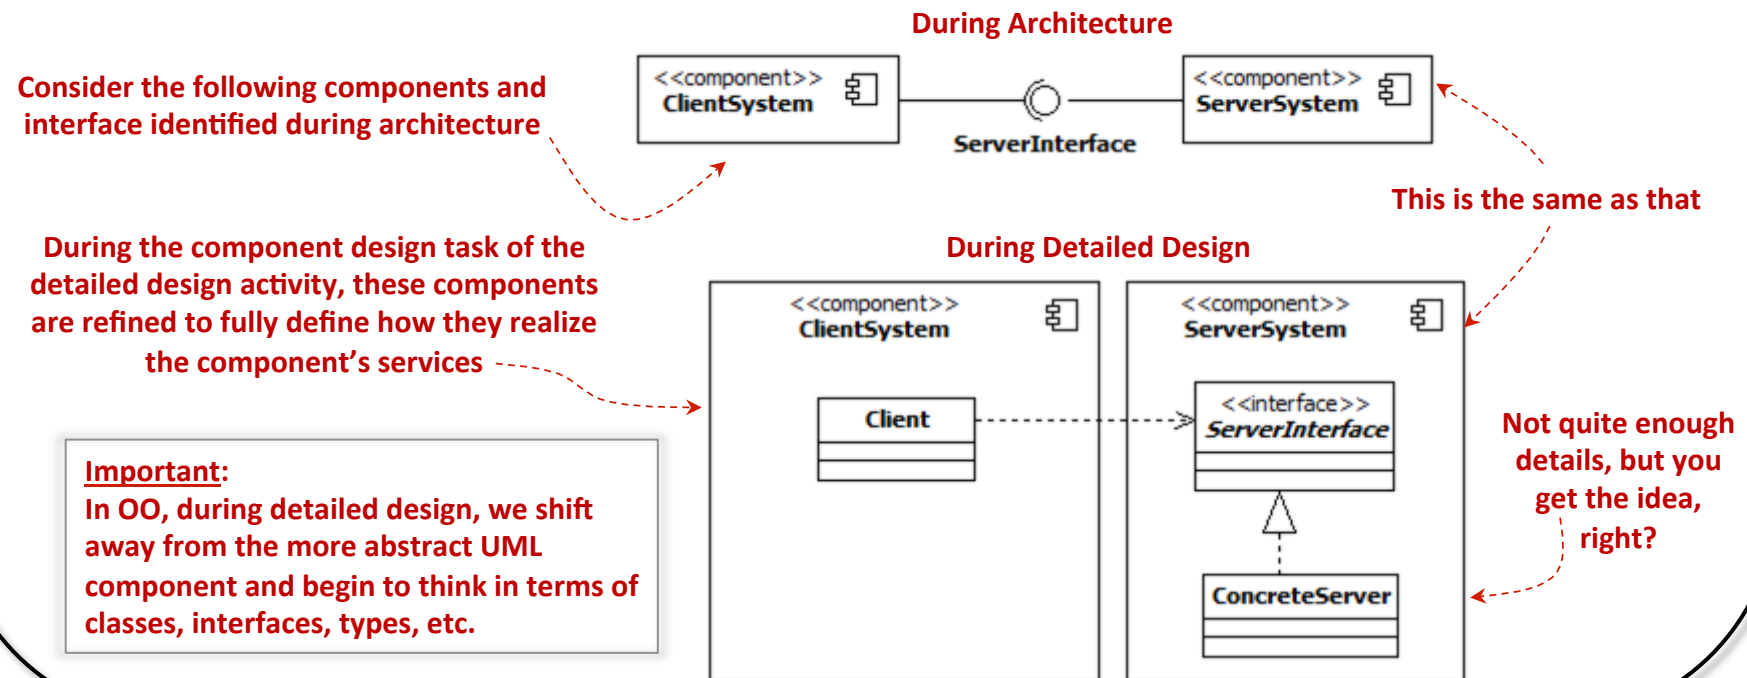 During Architecture
Consider the following components and
interface identified during architecture
<<component>>
ClientSystem
ServerInterface
<<component>>
ServerSystem
This is the same as that
During the component design task of the
detailed design activity, these components
are refined to fully define how they realize
the component’s services
During Detailed Design
<<component>>
ClientSystem
Client
<<component>>
ServerSystem
<<interface>>
ServerInterface
ConcreteServer
Not quite enough
details, but you
get the idea,
right?
Important:
In OO, during detailed design, we shift
away from the more abstract UML
component and begin to think in terms of
classes, interfaces, types, etc.